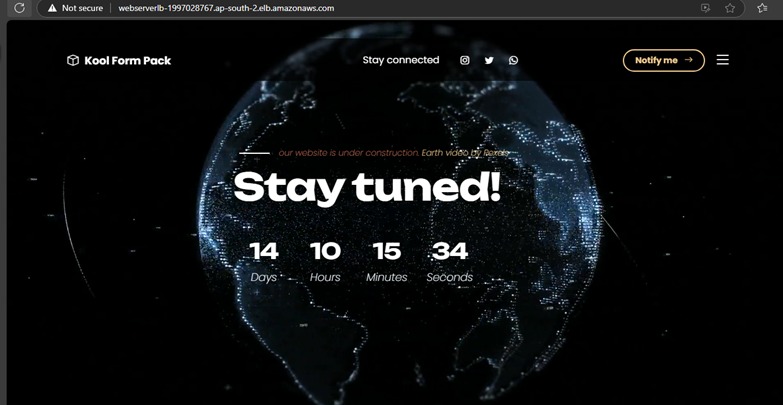 Not secure
webserverlb-1997028767.ap-south-2.elb.amazonaws.com
Kool Form Pack
Stay connected
Notify me
our website is under construction. Earth video by Pexels
Stay tuned!
14 10 15 34
Days Hours Minutes Seconds